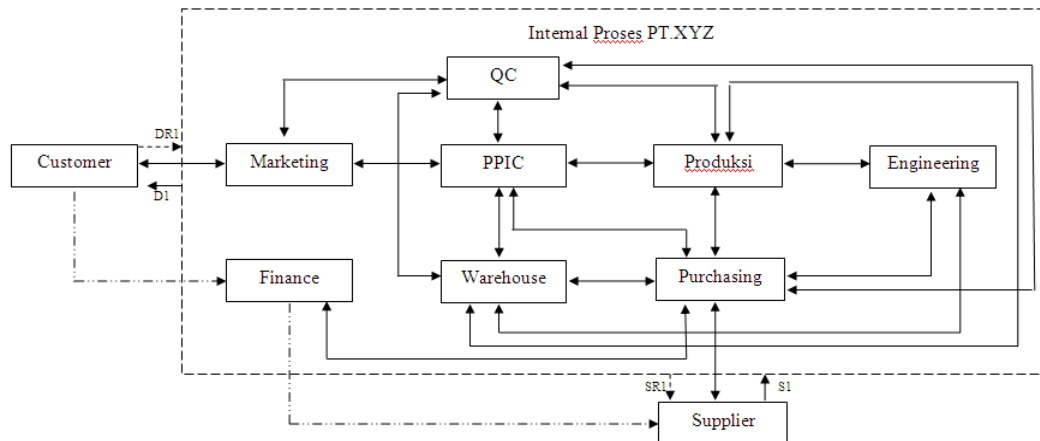 Internal Proses PT.XYZ
QC
DR1
Customer
Marketing
PPIC
Produksi
Engineering
D1
Finance
Warehouse
Purchasing
SR1
S1
Supplier